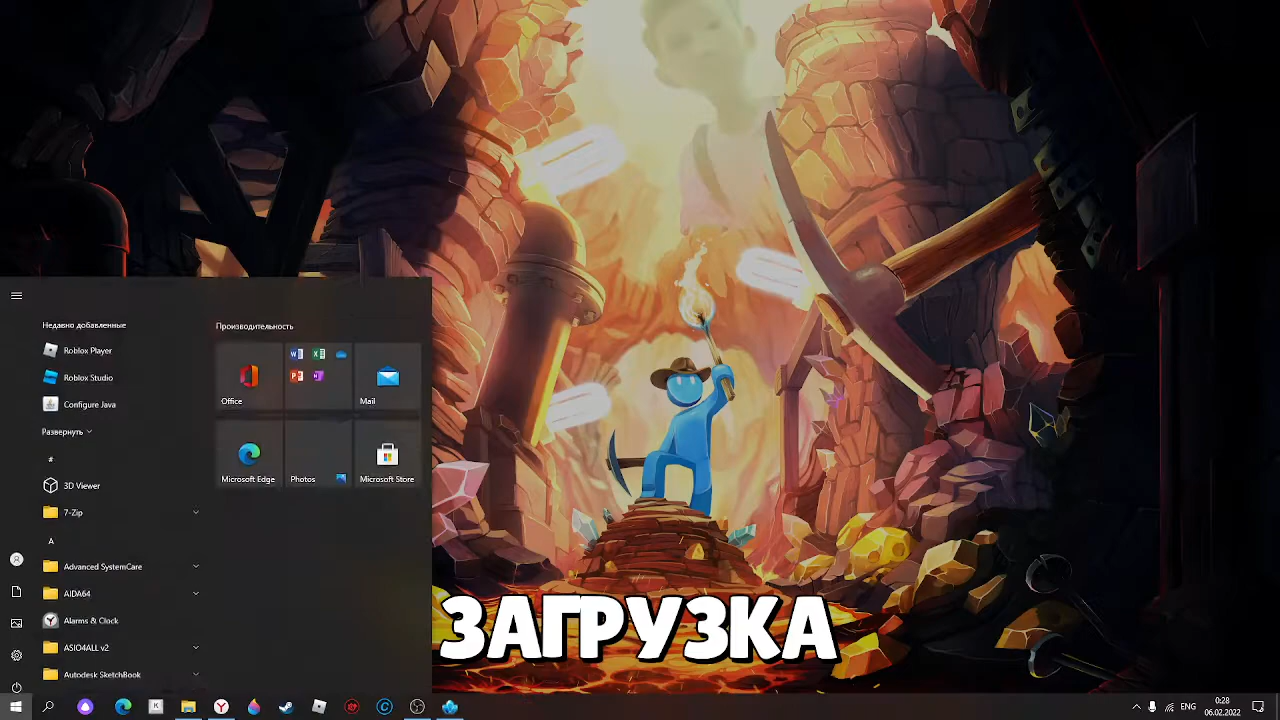 Недавно добавленные
Производительность
Roblox Player
Roblox Studio
Office
Mail
Configure Java
Развернуть
#
3D Viewer
Microsoft Edge
Photos
Microsoft Store
7-Zip
A
Advanced SystemCare
AIDA64
Alarms & Clock
ASIO4ALL v2
Autodesk SketchBook
ЗАГРУЗКА
ENG
0:28
06.02.2022